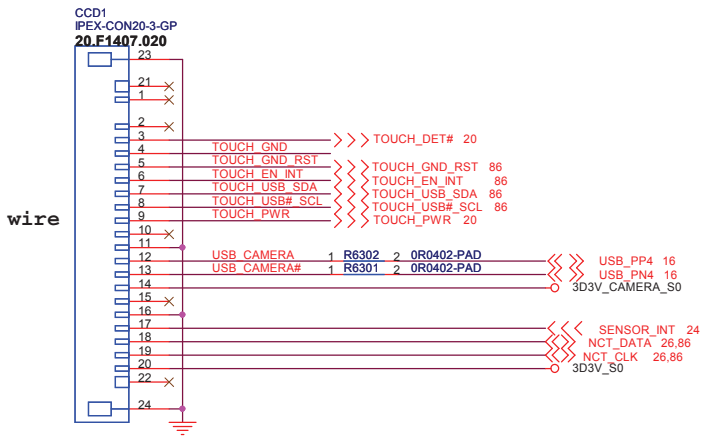 CCD1
IPEX-CON20-3-GP
20.F1407.020
23
21
1
2
3 TOUCH_DET# 20
4 TOUCH_GND
5 TOUCH_GND_RST TOUCH_GND_RST 86
6 TOUCH_EN_INT TOUCH_EN_INT 86
7 TOUCH_USB_SDA TOUCH_USB_SDA 86
8 TOUCH_USB#_SCL TOUCH_USB#_SCL 86
wire
9 TOUCH_PWR TOUCH_PWR 20
10
11
12 USB_CAMERA 1 R6302 2 0R0402-PAD USB_PP4 16
13 USB_CAMERA# 1 R6301 2 0R0402-PAD USB_PN4 16
14 3D3V_CAMERA_S0
15
16
17 SENSOR_INT 24
18 NCT_DATA 26,86
19 NCT_CLK 26,86
20 3D3V_S0
22
24